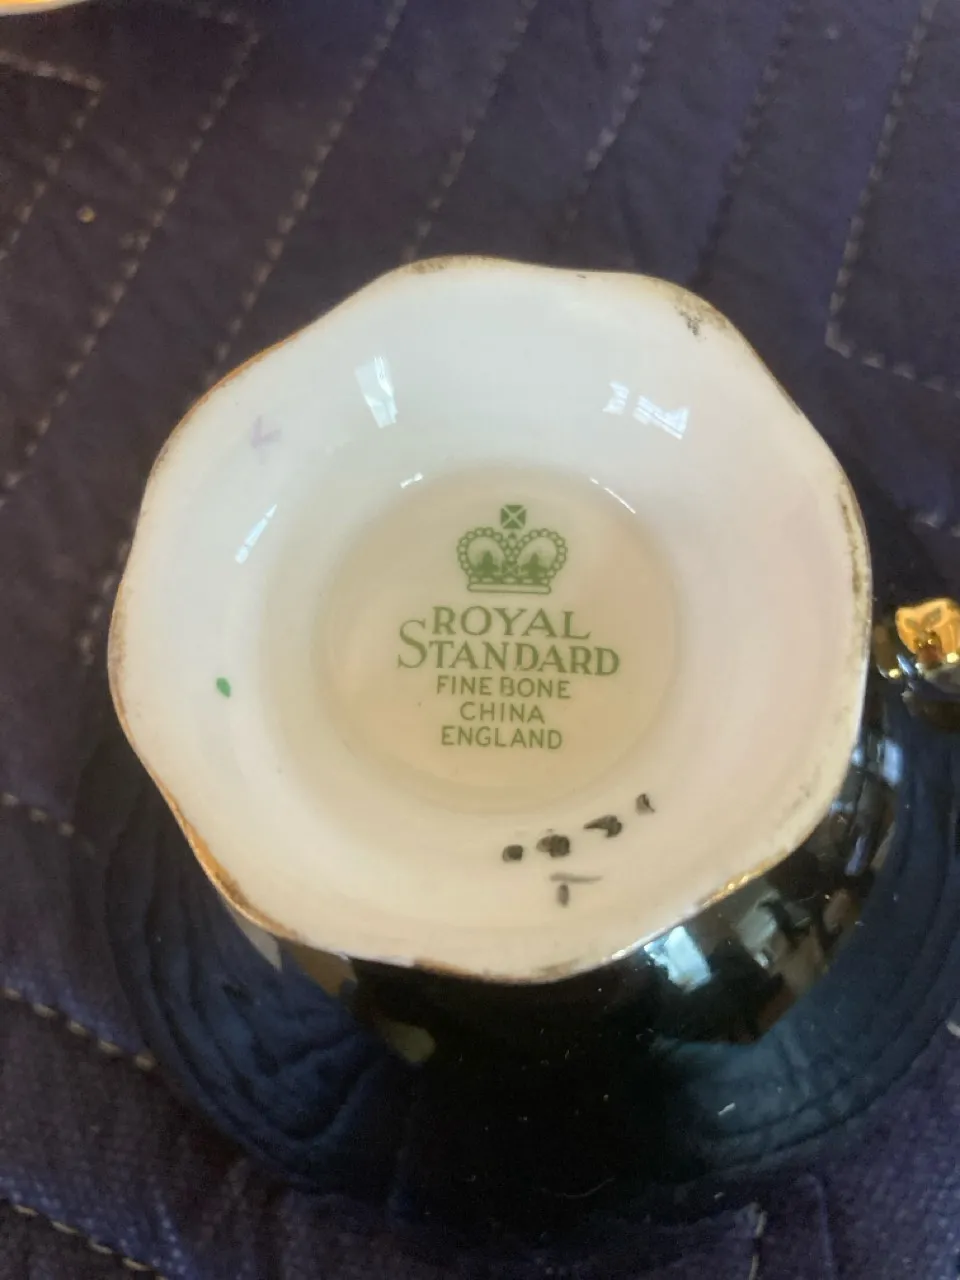 ROYAL
STANDARD
FINE BONE
CHINA
ENGLAND